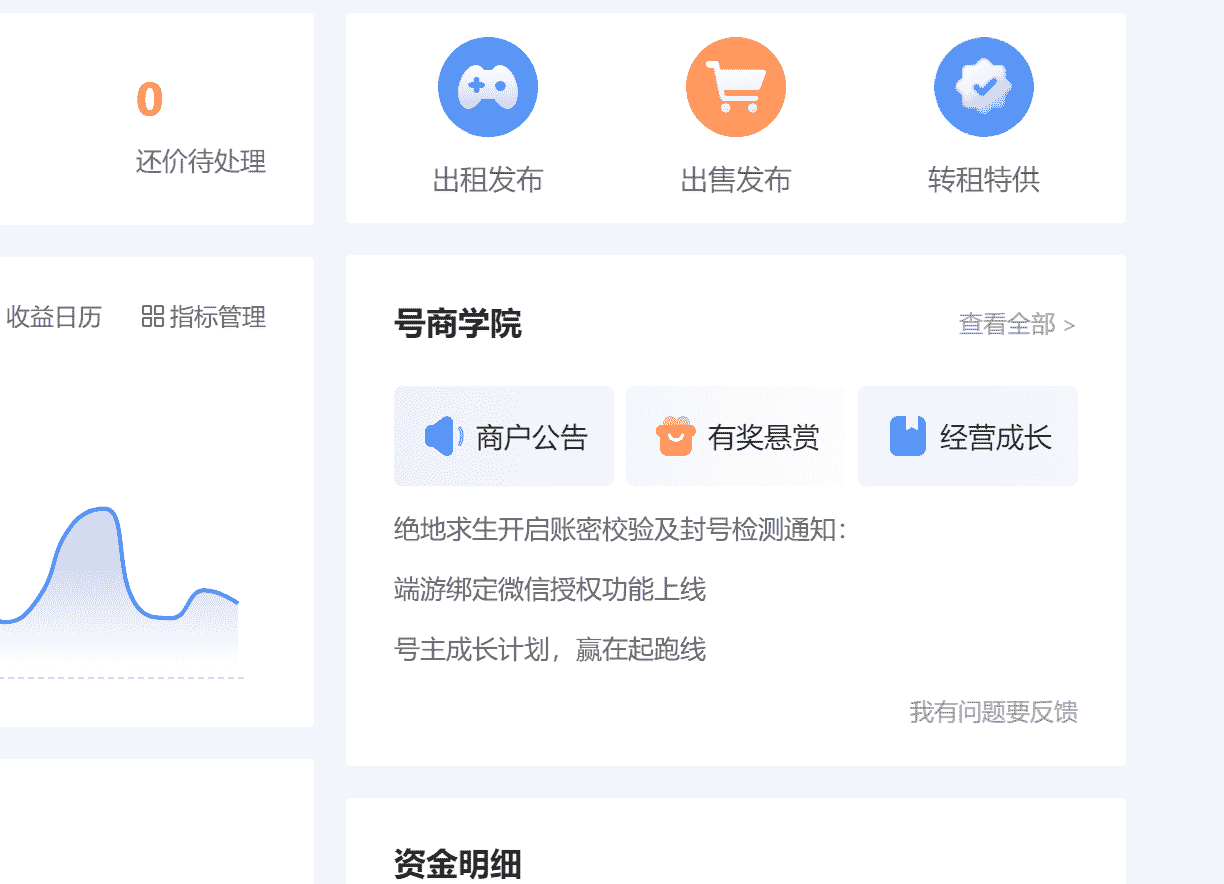 0
还价待处理
出租发布
出售发布
转租特供
收益日历
指标管理
号商学院
查看全部 >
商户公告
有奖悬赏
经营成长
绝地求生开启账密校验及封号检测通知：
端游绑定微信授权功能上线
号主成长计划，赢在起跑线
我有问题要反馈
资金明细